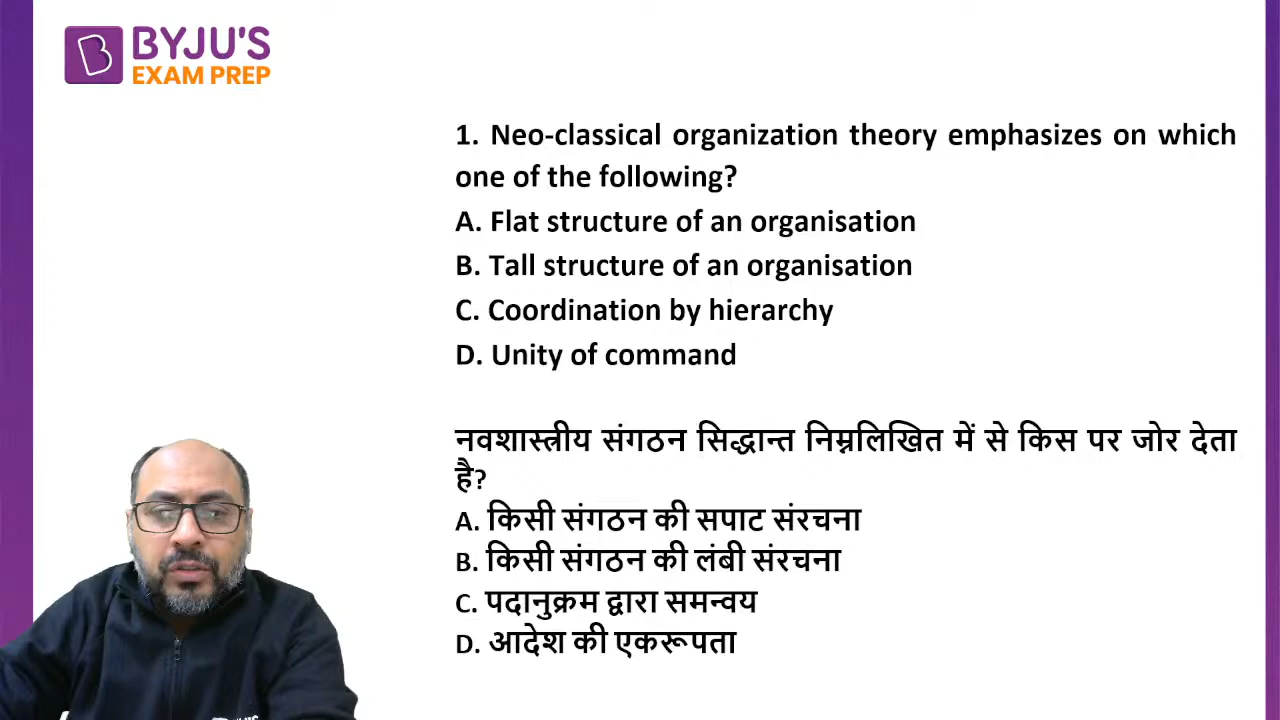 BYJU'S
EXAM PREP
1. Neo-classical organization theory emphasizes on which
one of the following?
A. Flat structure of an organisation
B. Tall structure of an organisation
C. Coordination by hierarchy
D. Unity of command
नवशास्त्रीय संगठन सिद्धान्त निम्नलिखित में से किस पर जोर देता
है?
A. किसी संगठन की सपाट संरचना
B. किसी संगठन की लंबी संरचना
C. पदानुक्रम द्वारा समन्वय
D. आदेश की एकरूपता